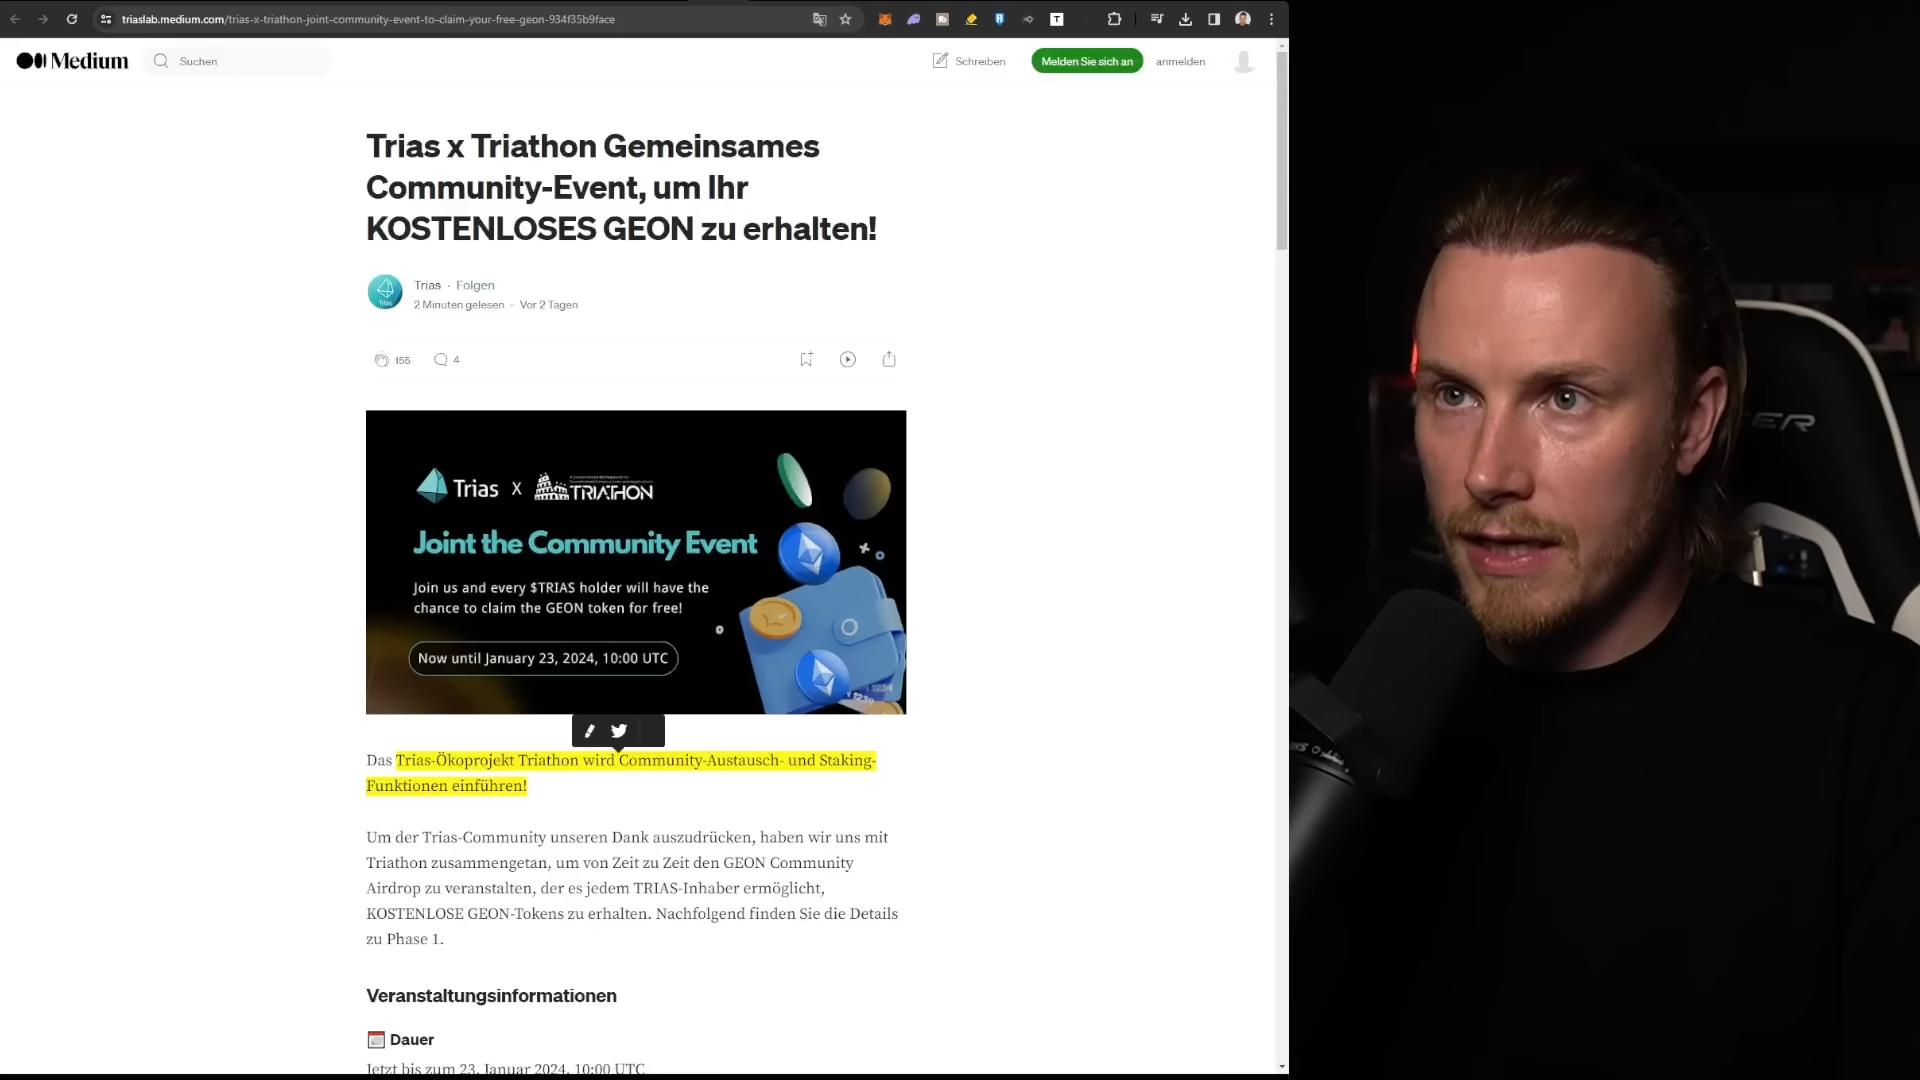 triaslab.medium.com/trias-x-triathon-joint-community-event-to-claim-your-free-geon-934f35b9face
Medium
Suchen
Schreiben
Melden Sie sich an
anmelden
Trias x Triathon Gemeinsames
Community-Event, um Ihr
KOSTENLOSES GEON zu erhalten!
Trias · Folgen
2 Minuten gelesen · Vor 2 Tagen
155
4
Trias X TRIATHON
Joint the Community Event
Join us and every $TRIAS holder will have the
chance to claim the GEON token for free!
Now until January 23, 2024, 10:00 UTC
1234
1234
Das Trias-Ökoprojekt Triathon wird Community-Austausch- und Staking-
Funktionen einführen!
Um der Trias-Community unseren Dank auszudrücken, haben wir uns mit
Triathon zusammengetan, um von Zeit zu Zeit den GEON Community
Airdrop zu veranstalten, der es jedem TRIAS-Inhaber ermöglicht,
KOSTENLOSE GEON-Tokens zu erhalten. Nachfolgend finden Sie die Details
zu Phase 1.
Veranstaltungsinformationen
Dauer
Jetzt bis zum 23. Januar 2024, 10:00 UTC